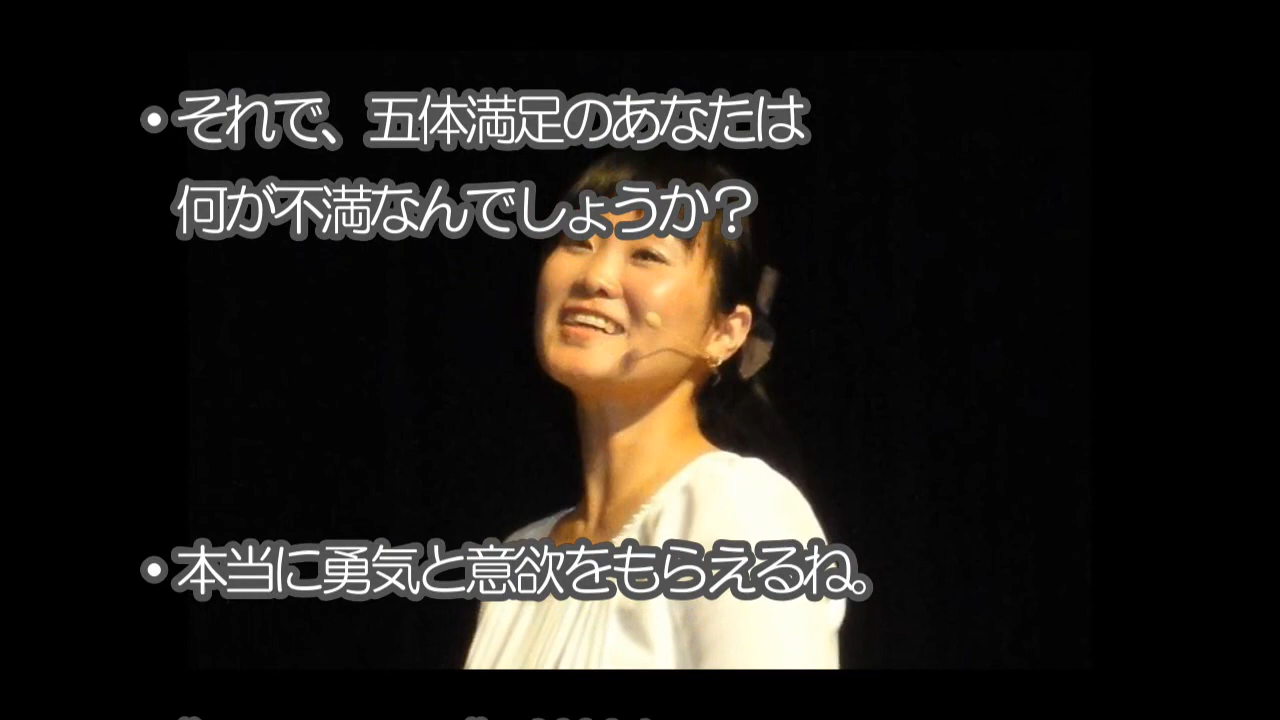 •それで、五体満足のあなたは
何が不満なんでしょうか？
•本当に勇気と意欲をもらえるね。